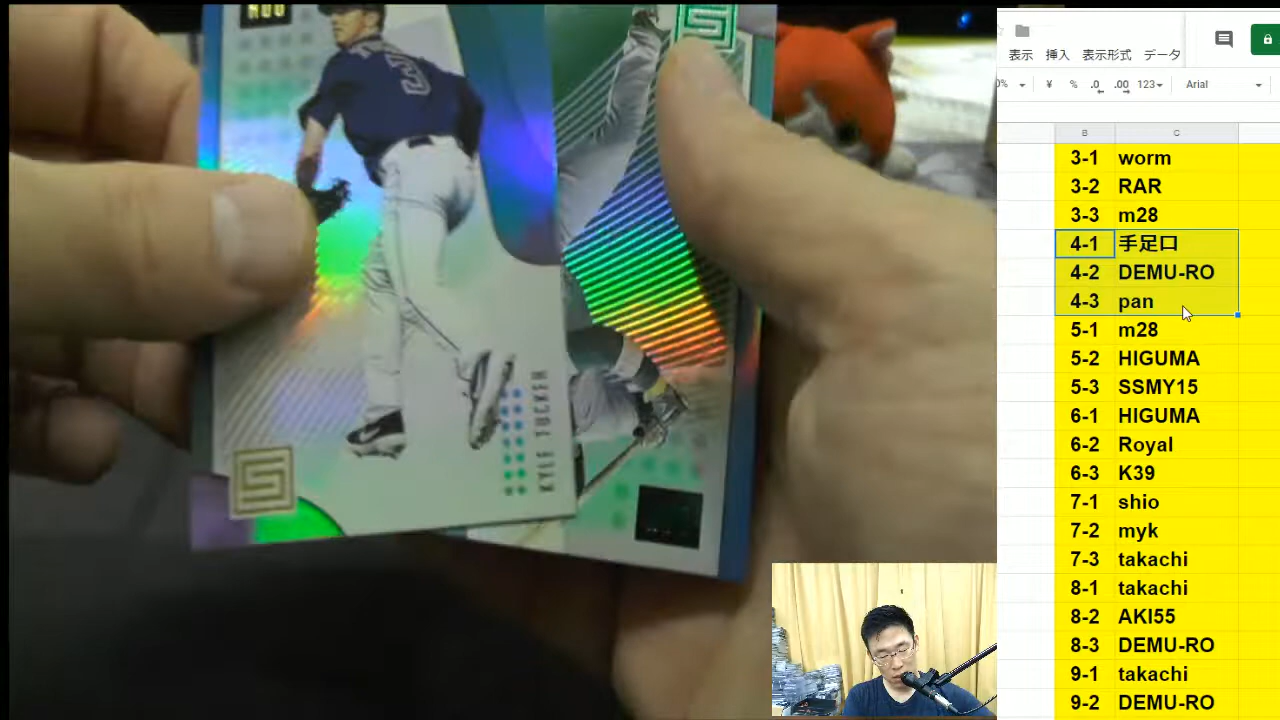 HOU
3
KYLE TUCKER
表示 挿入 表示形式 データ
0% ¥ % .0 .00 123 Arial
B C
3-1 worm
3-2 RAR
3-3 m28
4-1 手足口
4-2 DEMU-RO
4-3 pan
5-1 m28
5-2 HIGUMA
5-3 SSMY15
6-1 HIGUMA
6-2 Royal
6-3 K39
7-1 shio
7-2 myk
7-3 takachi
8-1 takachi
8-2 AKI55
8-3 DEMU-RO
9-1 takachi
9-2 DEMU-RO